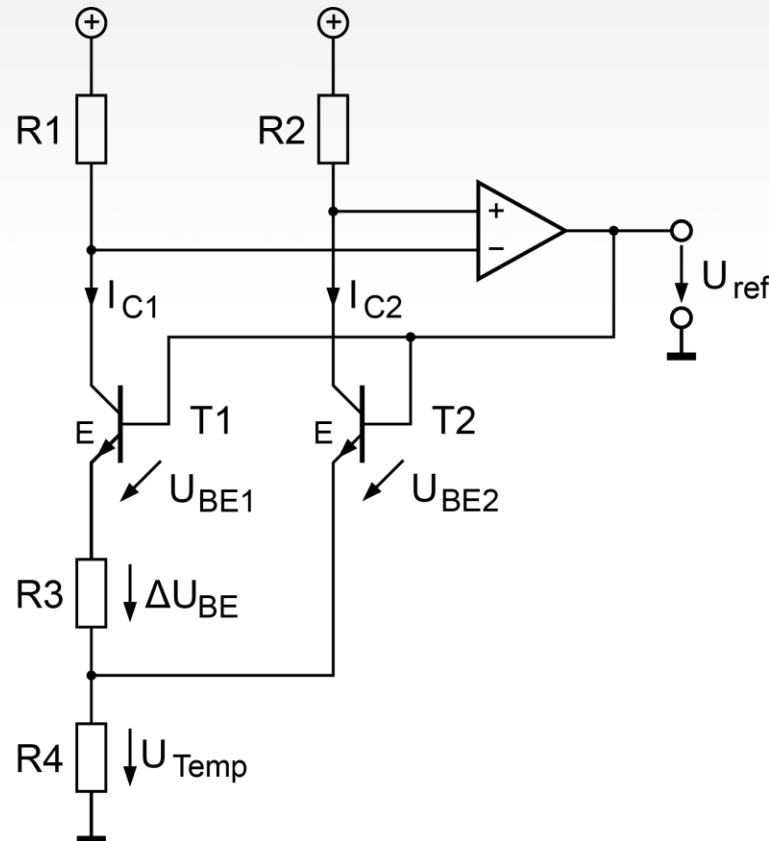 +
+
R1
R2
+
−
U_ref
I_C1
I_C2
E
T1
E
T2
U_BE1
U_BE2
R3
ΔU_BE
R4
U_Temp